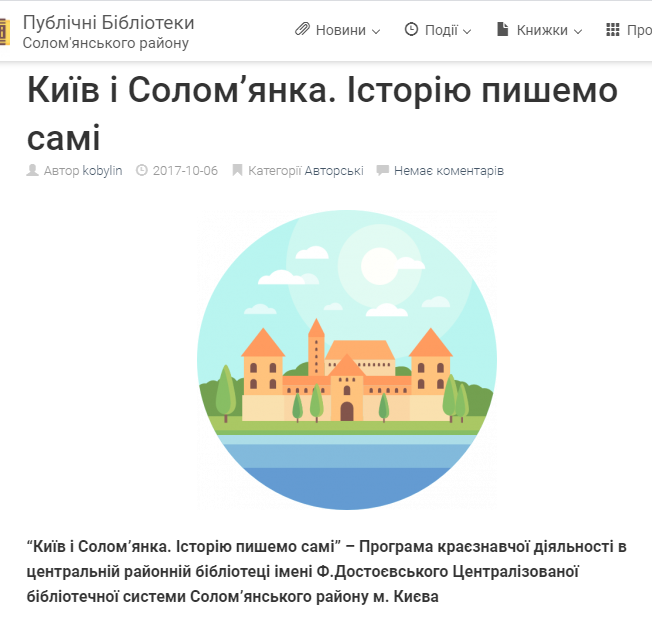 Публічні Бібліотеки
Солом'янського району
Новини
Події
Книжки
Про
Київ і Солом’янка. Історію пишемо
самі
Автор kobylin 2017-10-06 Категорії Авторські Немає коментарів
“Київ і Солом’янка. Історію пишемо самі” – Програма краєзнавчої діяльності в
центральній районній бібліотеці імені Ф.Достоєвського Централізованої
бібліотечної системи Солом’янського району м. Києва